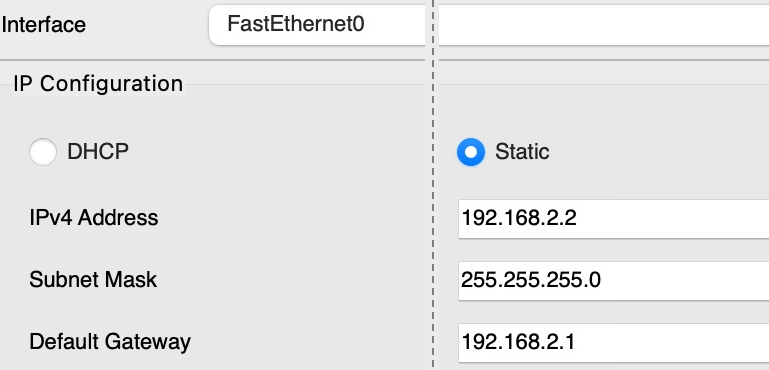 Interface FastEthernet0
IP Configuration
DHCP Static
IPv4 Address 192.168.2.2
Subnet Mask 255.255.255.0
Default Gateway 192.168.2.1